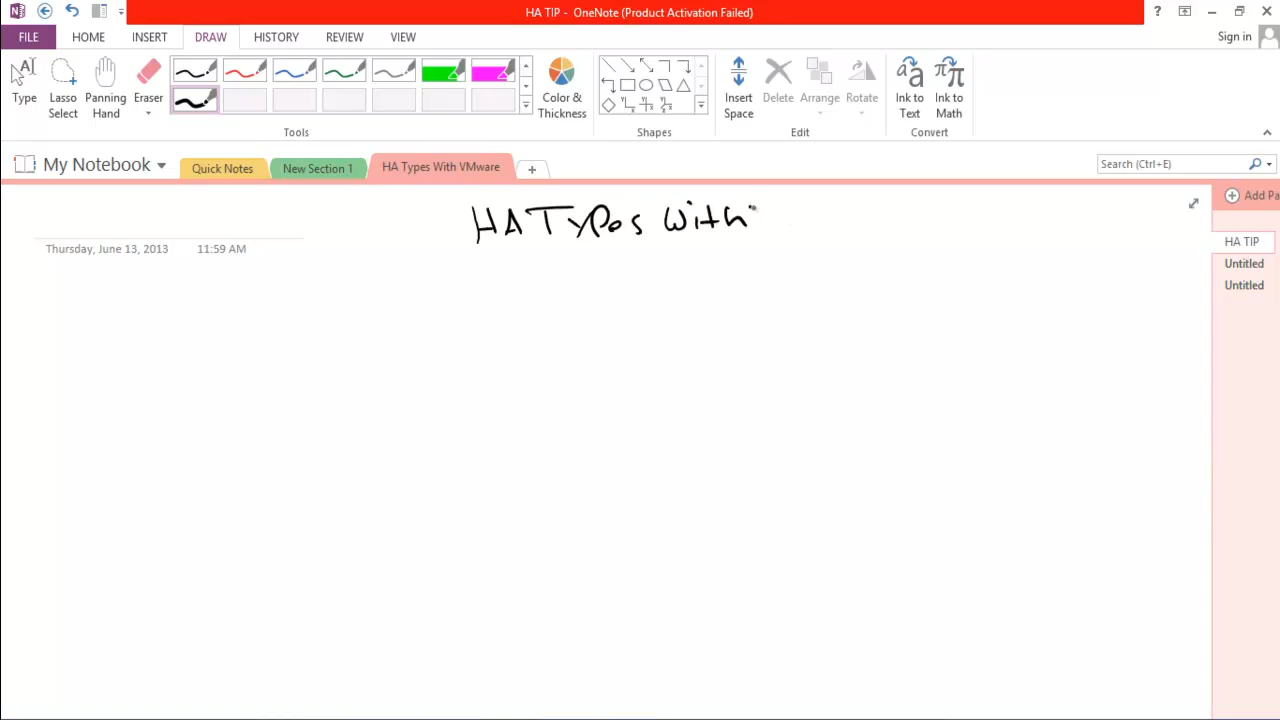 HA TIP - OneNote (Product Activation Failed)
?
Sign in
FILE HOME INSERT DRAW HISTORY REVIEW VIEW
Type
Lasso Select
Panning Hand
Eraser
Color & Thickness
Insert Space
Delete
Arrange
Rotate
Ink to Text
Ink to Math
Tools
Shapes
Edit
Convert
My Notebook
Quick Notes
New Section 1
HA Types With VMware
Search (Ctrl+E)
HA Types With
Add Pa
Thursday, June 13, 2013 11:59 AM
HA TIP
Untitled
Untitled